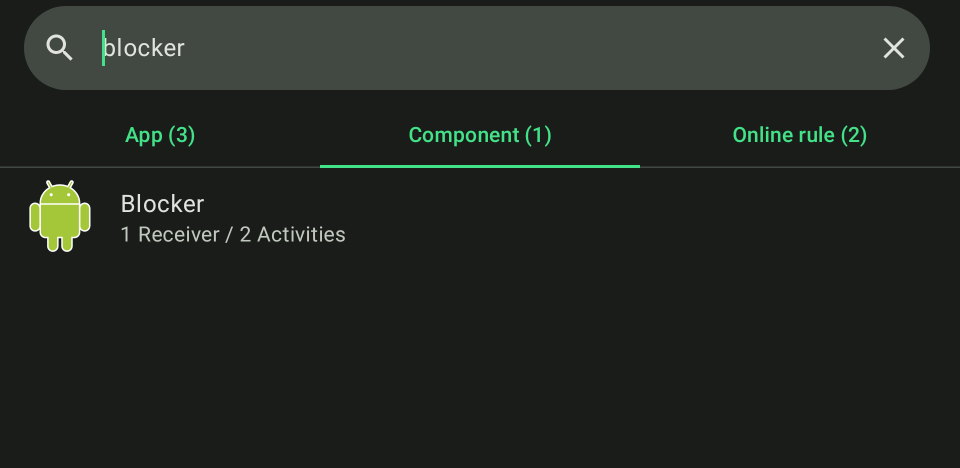 blocker
App (3)
Component (1)
Online rule (2)
Blocker
1 Receiver / 2 Activities